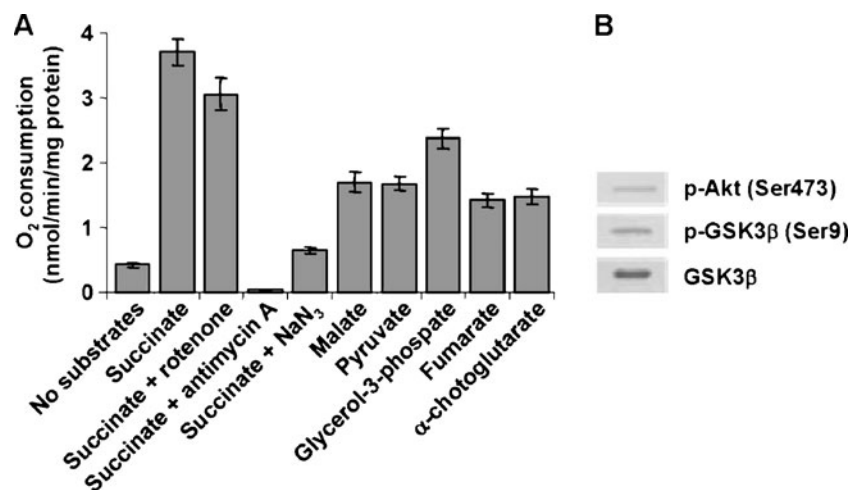 A
O2 consumption
(nmol/min/mg protein)
4
3
2
1
0
No substrates
Succinate
Succinate + rotenone
Succinate + antimycin A
Succinate + NaN3
Malate
Pyruvate
Glycerol-3-phospate
Fumarate
α-chotoglutarate
B
p-Akt (Ser473)
p-GSK3β (Ser9)
GSK3β